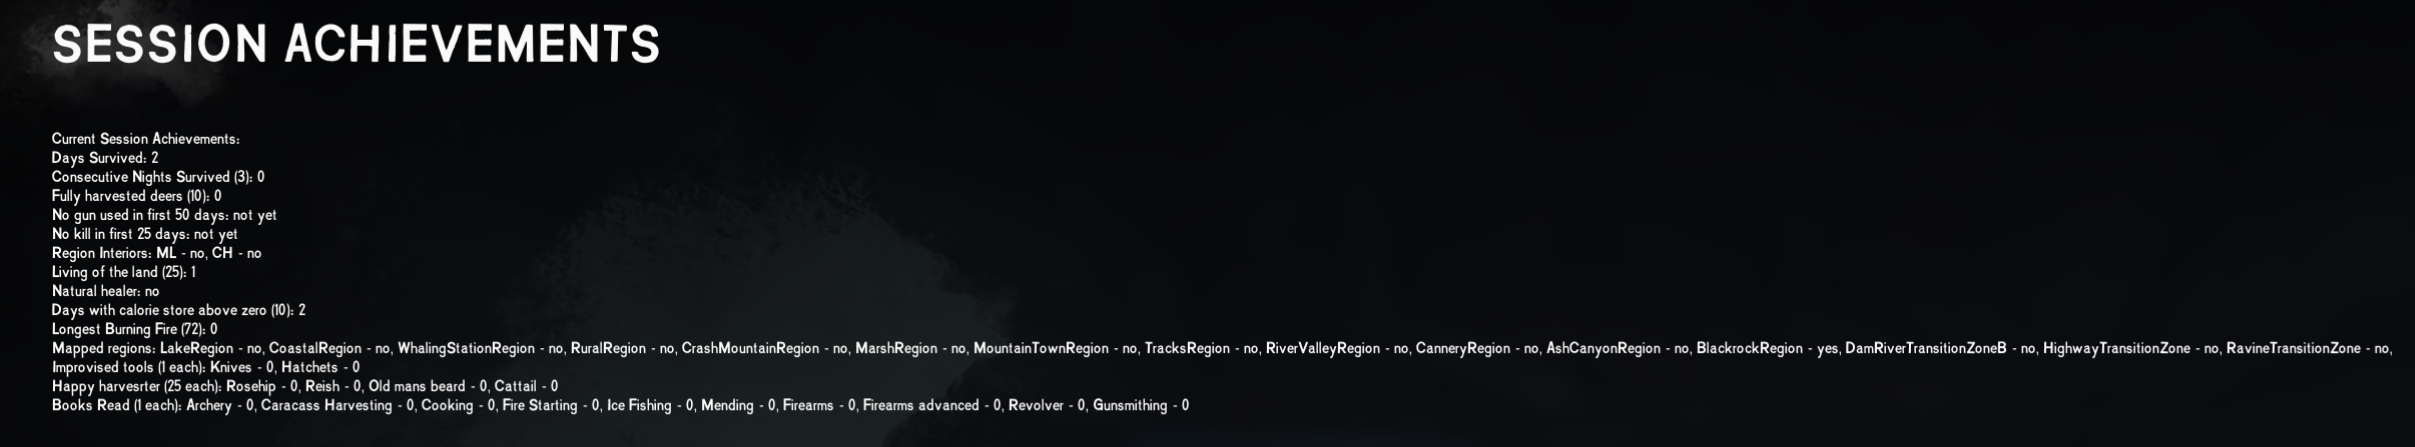 SESSION ACHIEVEMENTS
Current Session Achievements:
Days Survived: 2
Consecutive Nights Survived (3): 0
Fully harvested deers (10): 0
No gun used in first 50 days: not yet
No kill in first 25 days: not yet
Region Interiors: ML - no, CH - no
Living of the land (25): 1
Natural healer: no
Days with calorie store above zero (10): 2
Longest Burning Fire (72): 0
Mapped regions: LakeRegion - no, CoastalRegion - no, WhalingStationRegion - no, RuralRegion - no, CrashMountainRegion - no, MarshRegion - no, MountainTownRegion - no, TracksRegion - no, RiverValleyRegion - no, CanneryRegion - no, AshCanyonRegion - no, BlackrockRegion - yes, DamRiverTransitionZoneB - no, HighwayTransitionZone - no, RavineTransitionZone - no,
Improvised tools (1 each): Knives - 0, Hatchets - 0
Happy harvesrter (25 each): Rosehip - 0, Reish - 0, Old mans beard - 0, Cattail - 0
Books Read (1 each): Archery - 0, Caracass Harvesting - 0, Cooking - 0, Fire Starting - 0, Ice Fishing - 0, Mending - 0, Firearms - 0, Firearms advanced - 0, Revolver - 0, Gunsmithing - 0